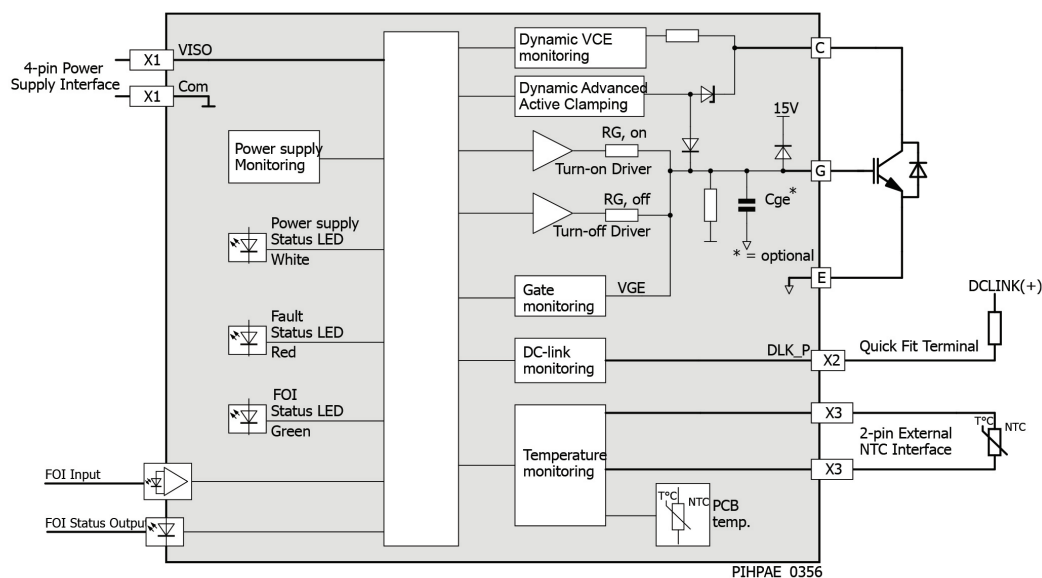 4-pin Power
Supply Interface
X1
VISO
X1
Com
Power supply
Monitoring
Power supply
Status LED
White
Fault
Status LED
Red
FOI
Status LED
Green
FOI Input
FOI Status Output
Dynamic VCE
monitoring
Dynamic Advanced
Active Clamping
RG, on
Turn-on Driver
RG, off
Turn-off Driver
Gate
monitoring
VGE
DC-link
monitoring
DLK_P
Temperature
monitoring
T°C
NTC
PCB
temp.
15V
Cge*
* = optional
C
G
E
X2
Quick Fit Terminal
DCLINK(+)
X3
X3
2-pin External
NTC Interface
T°C
NTC
PIHPAE 0356